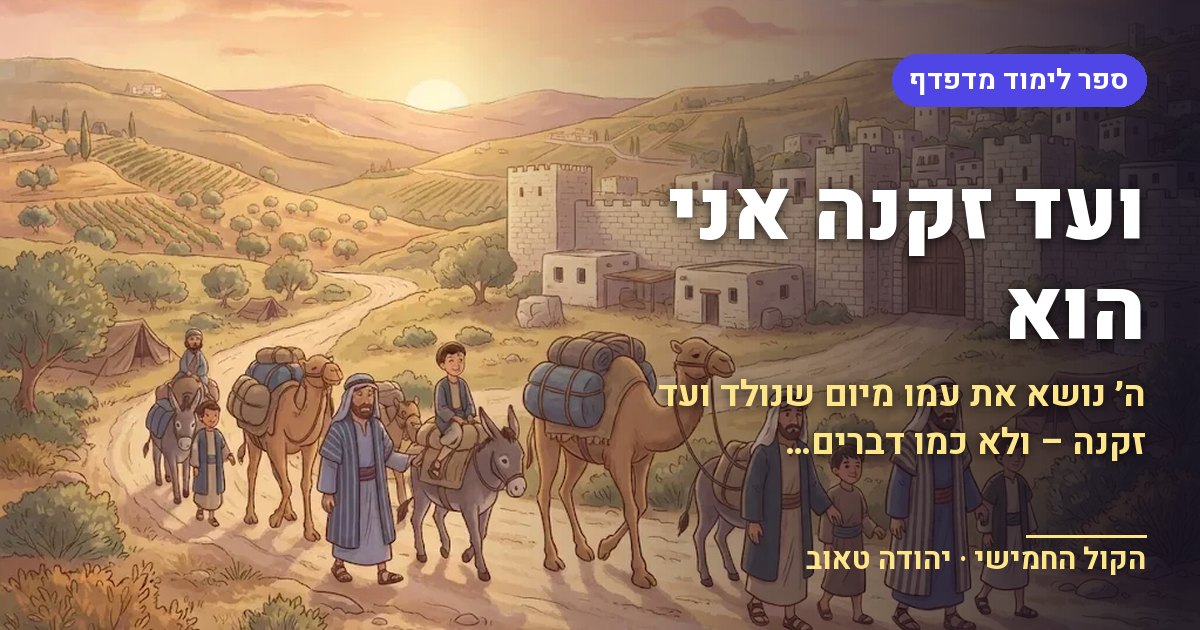 ספר לימוד מדפדף
ועד זקנה אני
הוא
ה׳ נושא את עמו מיום שנולד ועד
זקנה – ולא כמו דברים...
הקול החמישי · יהודה טאוב